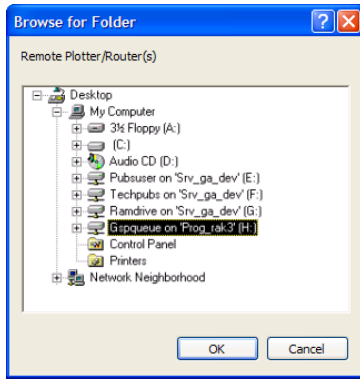 Browse for Folder
Remote Plotter/Router(s)
Desktop
My Computer
3½ Floppy (A:)
(C:)
Audio CD (D:)
Pubsuser on 'Srv_ga_dev' (E:)
Techpubs on 'Srv_ga_dev' (F:)
Ramdrive on 'Srv_ga_dev' (G:)
Gspqueue on 'Prog_rak3' (H:)
Control Panel
Printers
Network Neighborhood
OK Cancel